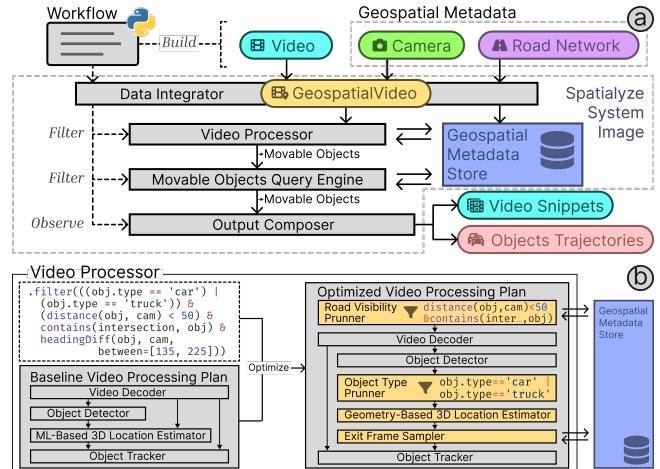 Workflow
Geospatial Metadata
a
Build
Video
Camera
Road Network
Data Integrator
GeospatialVideo
Spatialyze
System
Image
Filter
Video Processor
Geospatial
Metadata
Store
Movable Objects
Filter
Movable Objects Query Engine
Movable Objects
Observe
Output Composer
Video Snippets
Objects Trajectories
Video Processor
b
.filter(((obj.type == 'car') |
(obj.type == 'truck')) &
(distance(obj, cam) < 50) &
contains(intersection, obj) &
headingDiff(obj, cam,
between=[135, 225]))
Baseline Video Processing Plan
Video Decoder
Object Detector
ML-Based 3D Location Estimator
Object Tracker
Optimize
Optimized Video Processing Plan
Road Visibility
Prunner
distance(obj,cam)<50
&contains(inter…,obj)
Video Decoder
Object Detector
Object Type
Prunner
obj.type=='car' |
obj.type=='truck'
Geometry-Based 3D Location Estimator
Exit Frame Sampler
Object Tracker
Geospatial
Metadata
Store